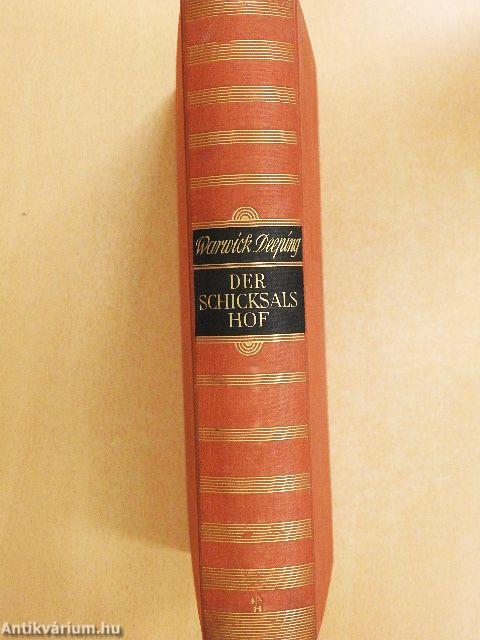 Warwick Deeping
DER
SCHICKSALS
HOF
Antikvárium.hu